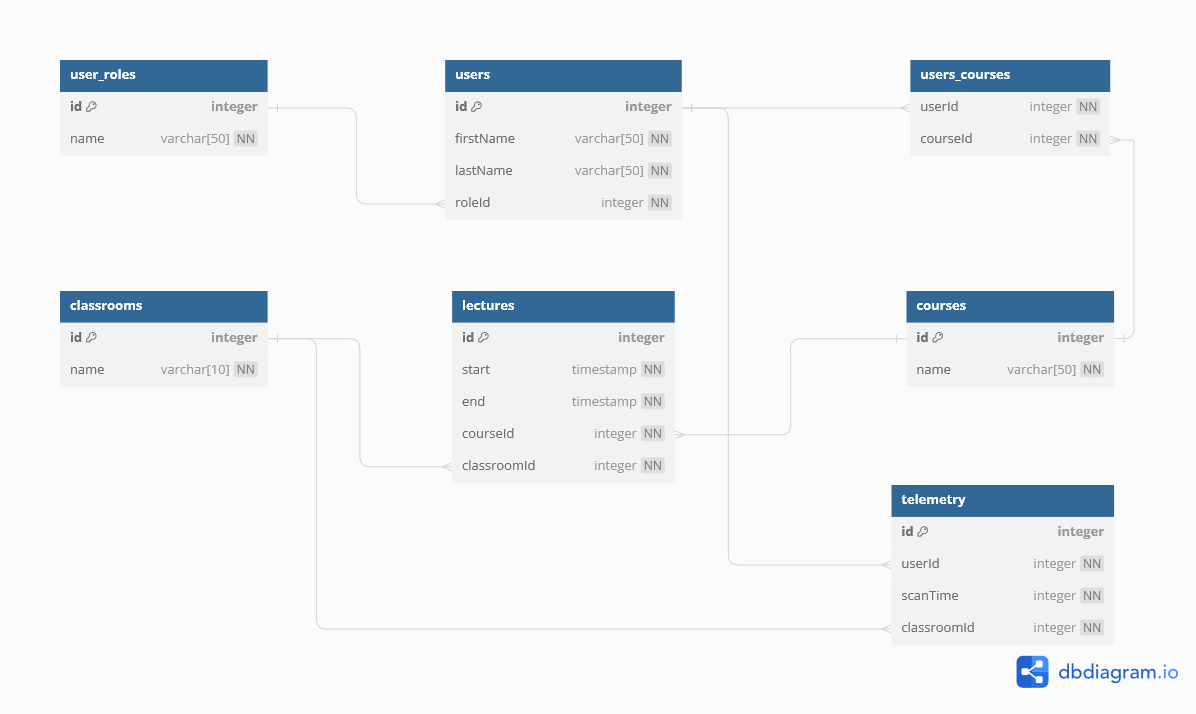 user_roles
id integer
name varchar[50] NN
users
id integer
firstName varchar[50] NN
lastName varchar[50] NN
roleId integer NN
users_courses
userId integer NN
courseId integer NN
classrooms
id integer
name varchar[10] NN
lectures
id integer
start timestamp NN
end timestamp NN
courseId integer NN
classroomId integer NN
courses
id integer
name varchar[50] NN
telemetry
id integer
userId integer NN
scanTime integer NN
classroomId integer NN
dbdiagram.io